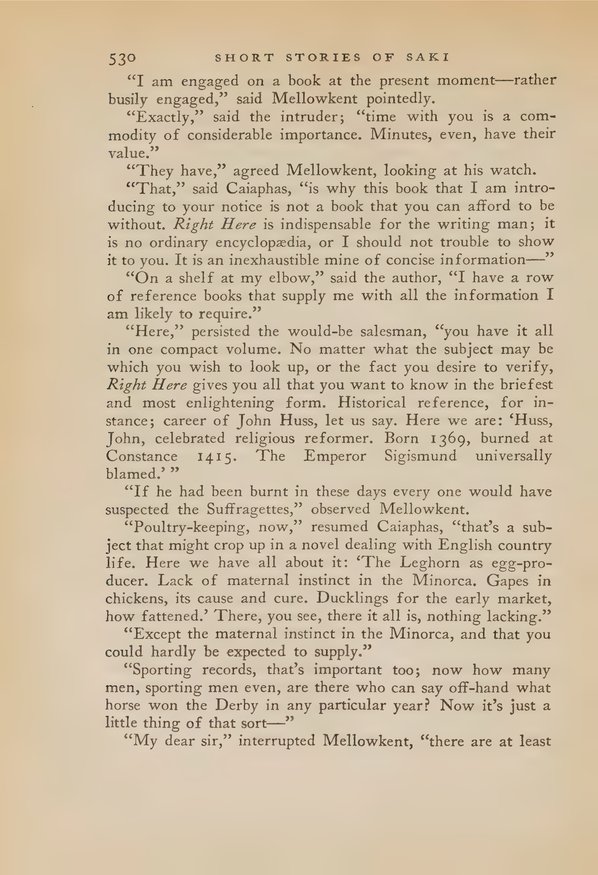 530 SHORT STORIES OF SAKI
“I am engaged on a book at the present moment—rather
busily engaged,” said Mellowkent pointedly.
“Exactly,” said the intruder; “time with you is a com-
modity of considerable importance. Minutes, even, have their
value.”
“They have,” agreed Mellowkent, looking at his watch.
“That,” said Caiaphas, “is why this book that I am intro-
ducing to your notice is not a book that you can afford to be
without. Right Here is indispensable for the writing man; it
is no ordinary encyclopædia, or I should not trouble to show
it to you. It is an inexhaustible mine of concise information—”
“On a shelf at my elbow,” said the author, “I have a row
of reference books that supply me with all the information I
am likely to require.”
“Here,” persisted the would-be salesman, “you have it all
in one compact volume. No matter what the subject may be
which you wish to look up, or the fact you desire to verify,
Right Here gives you all that you want to know in the briefest
and most enlightening form. Historical reference, for in-
stance; career of John Huss, let us say. Here we are: ‘Huss,
John, celebrated religious reformer. Born 1369, burned at
Constance 1415. The Emperor Sigismund universally
blamed.’ ”
“If he had been burnt in these days every one would have
suspected the Suffragettes,” observed Mellowkent.
“Poultry-keeping, now,” resumed Caiaphas, “that’s a sub-
ject that might crop up in a novel dealing with English country
life. Here we have all about it: ‘The Leghorn as egg-pro-
ducer. Lack of maternal instinct in the Minorca. Gapes in
chickens, its cause and cure. Ducklings for the early market,
how fattened.’ There, you see, there it all is, nothing lacking.”
“Except the maternal instinct in the Minorca, and that you
could hardly be expected to supply.”
“Sporting records, that’s important too; now how many
men, sporting men even, are there who can say off-hand what
horse won the Derby in any particular year? Now it’s just a
little thing of that sort—”
“My dear sir,” interrupted Mellowkent, “there are at least